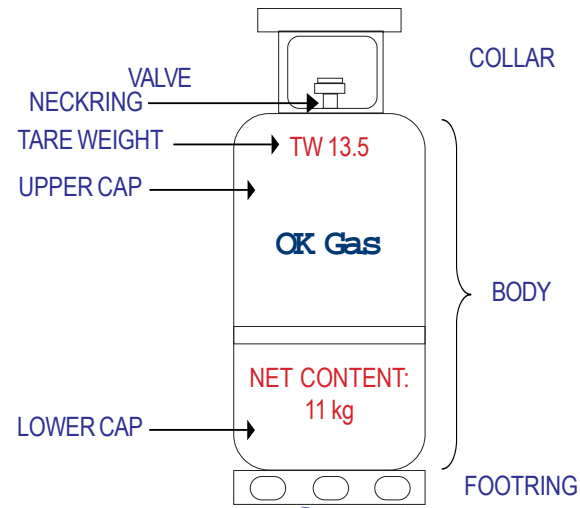 COLLAR
VALVE
NECKRING
TARE WEIGHT
TW 13.5
UPPER CAP
OK Gas
BODY
NET CONTENT:
11 kg
LOWER CAP
FOOTRING